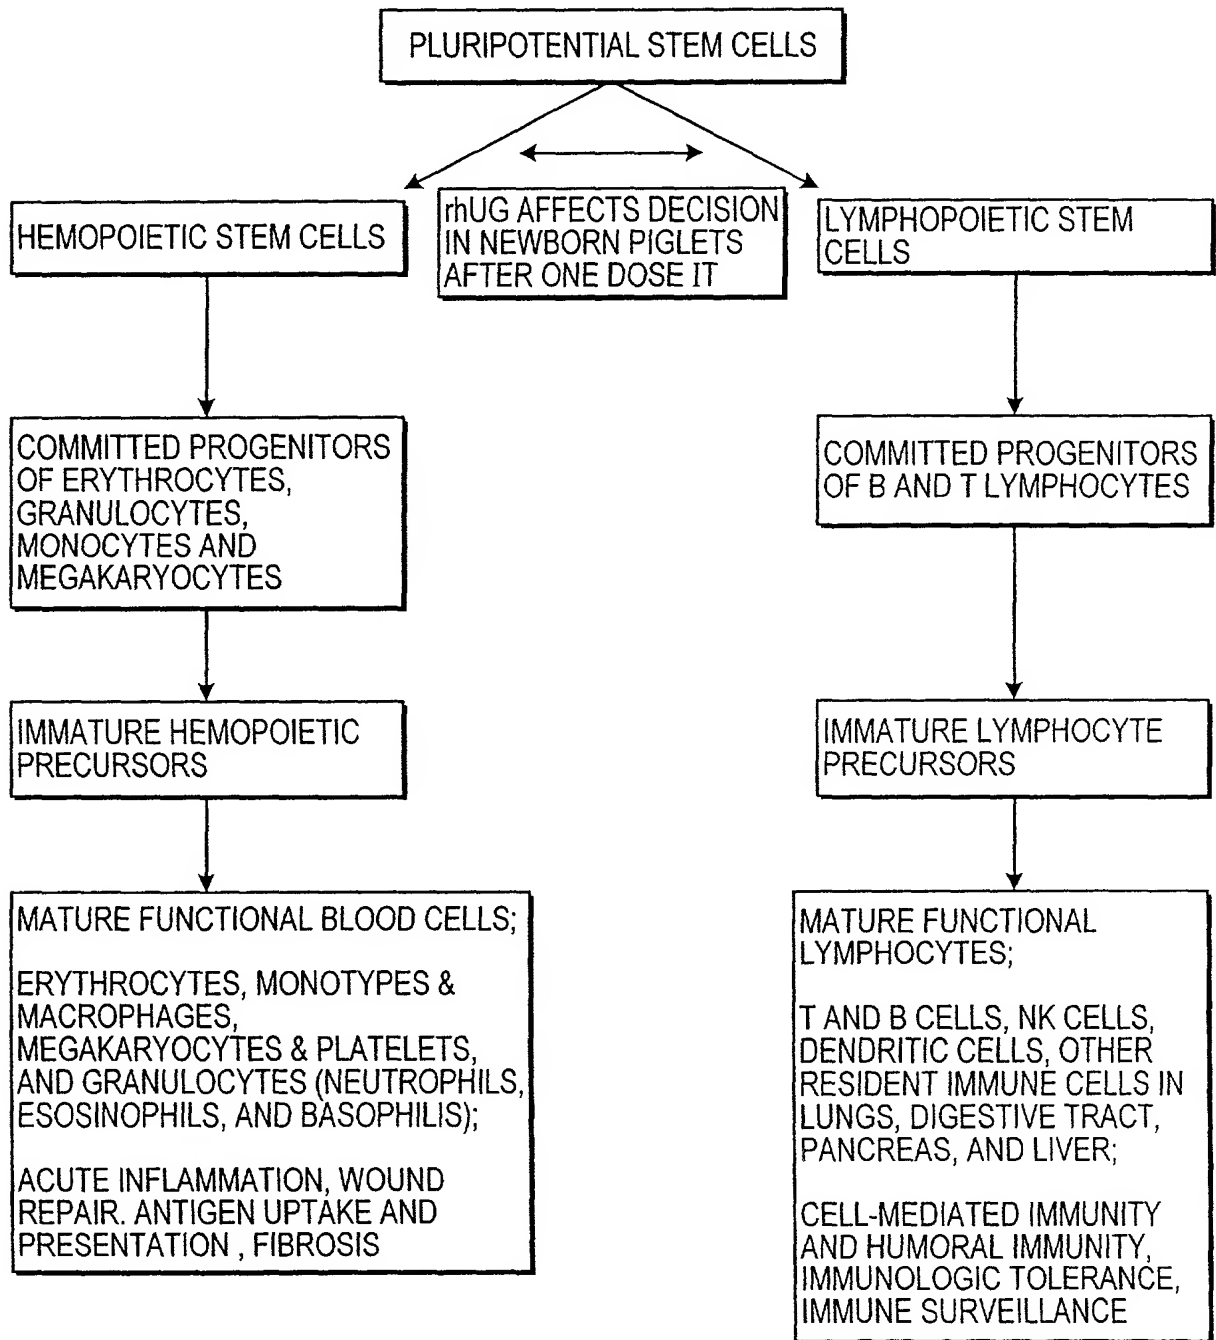 PLURIPOTENTIAL STEM CELLS
HEMOPOIETIC STEM CELLS
rhUG AFFECTS DECISION
IN NEWBORN PIGLETS
AFTER ONE DOSE IT
LYMPHOPOIETIC STEM
CELLS
COMMITTED PROGENITORS
OF ERYTHROCYTES,
GRANULOCYTES,
MONOCYTES AND
MEGAKARYOCYTES
COMMITTED PROGENITORS
OF B AND T LYMPHOCYTES
IMMATURE HEMOPOIETIC
PRECURSORS
IMMATURE LYMPHOCYTE
PRECURSORS
MATURE FUNCTIONAL BLOOD CELLS;
ERYTHROCYTES, MONOTYPES &
MACROPHAGES,
MEGAKARYOCYTES & PLATELETS,
AND GRANULOCYTES (NEUTROPHILS,
ESOSINOPHILS, AND BASOPHILIS);
ACUTE INFLAMMATION, WOUND
REPAIR. ANTIGEN UPTAKE AND
PRESENTATION , FIBROSIS
MATURE FUNCTIONAL
LYMPHOCYTES;
T AND B CELLS, NK CELLS,
DENDRITIC CELLS, OTHER
RESIDENT IMMUNE CELLS IN
LUNGS, DIGESTIVE TRACT,
PANCREAS, AND LIVER;
CELL-MEDIATED IMMUNITY
AND HUMORAL IMMUNITY,
IMMUNOLOGIC TOLERANCE,
IMMUNE SURVEILLANCE